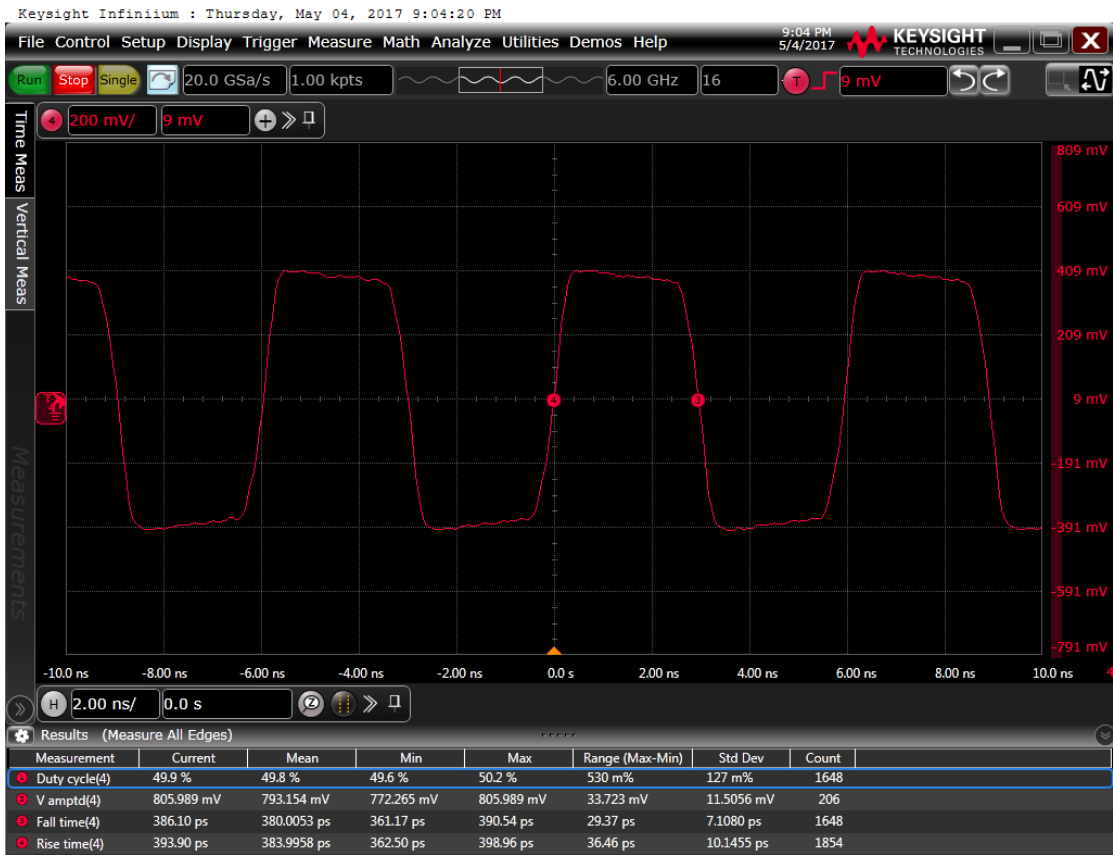 Keysight Infiniium : Thursday, May 04, 2017 9:04:20 PM
File Control Setup Display Trigger Measure Math Analyze Utilities Demos Help 9:04 PM 5/4/2017 KEYSIGHT TECHNOLOGIES X
Run Stop Single 20.0 GSa/s 1.00 kpts 6.00 GHz 16 T 9 mV
4 200 mV/ 9 mV
Time Meas
Vertical Meas
Measurements
809 mV
609 mV
409 mV
209 mV
9 mV
-191 mV
-391 mV
-591 mV
-791 mV
T
4 3
-10.0 ns -8.00 ns -6.00 ns -4.00 ns -2.00 ns 0.0 s 2.00 ns 4.00 ns 6.00 ns 8.00 ns 10.0 ns 4
H 2.00 ns/ 0.0 s Z
Results (Measure All Edges)
Measurement Current Mean Min Max Range (Max-Min) Std Dev Count
1 Duty cycle(4) 49.9 % 49.8 % 49.6 % 50.2 % 530 m% 127 m% 1648
2 V amptd(4) 805.989 mV 793.154 mV 772.265 mV 805.989 mV 33.723 mV 11.5056 mV 206
3 Fall time(4) 386.10 ps 380.0053 ps 361.17 ps 390.54 ps 29.37 ps 7.1080 ps 1648
4 Rise time(4) 393.90 ps 383.9958 ps 362.50 ps 398.96 ps 36.46 ps 10.1455 ps 1854